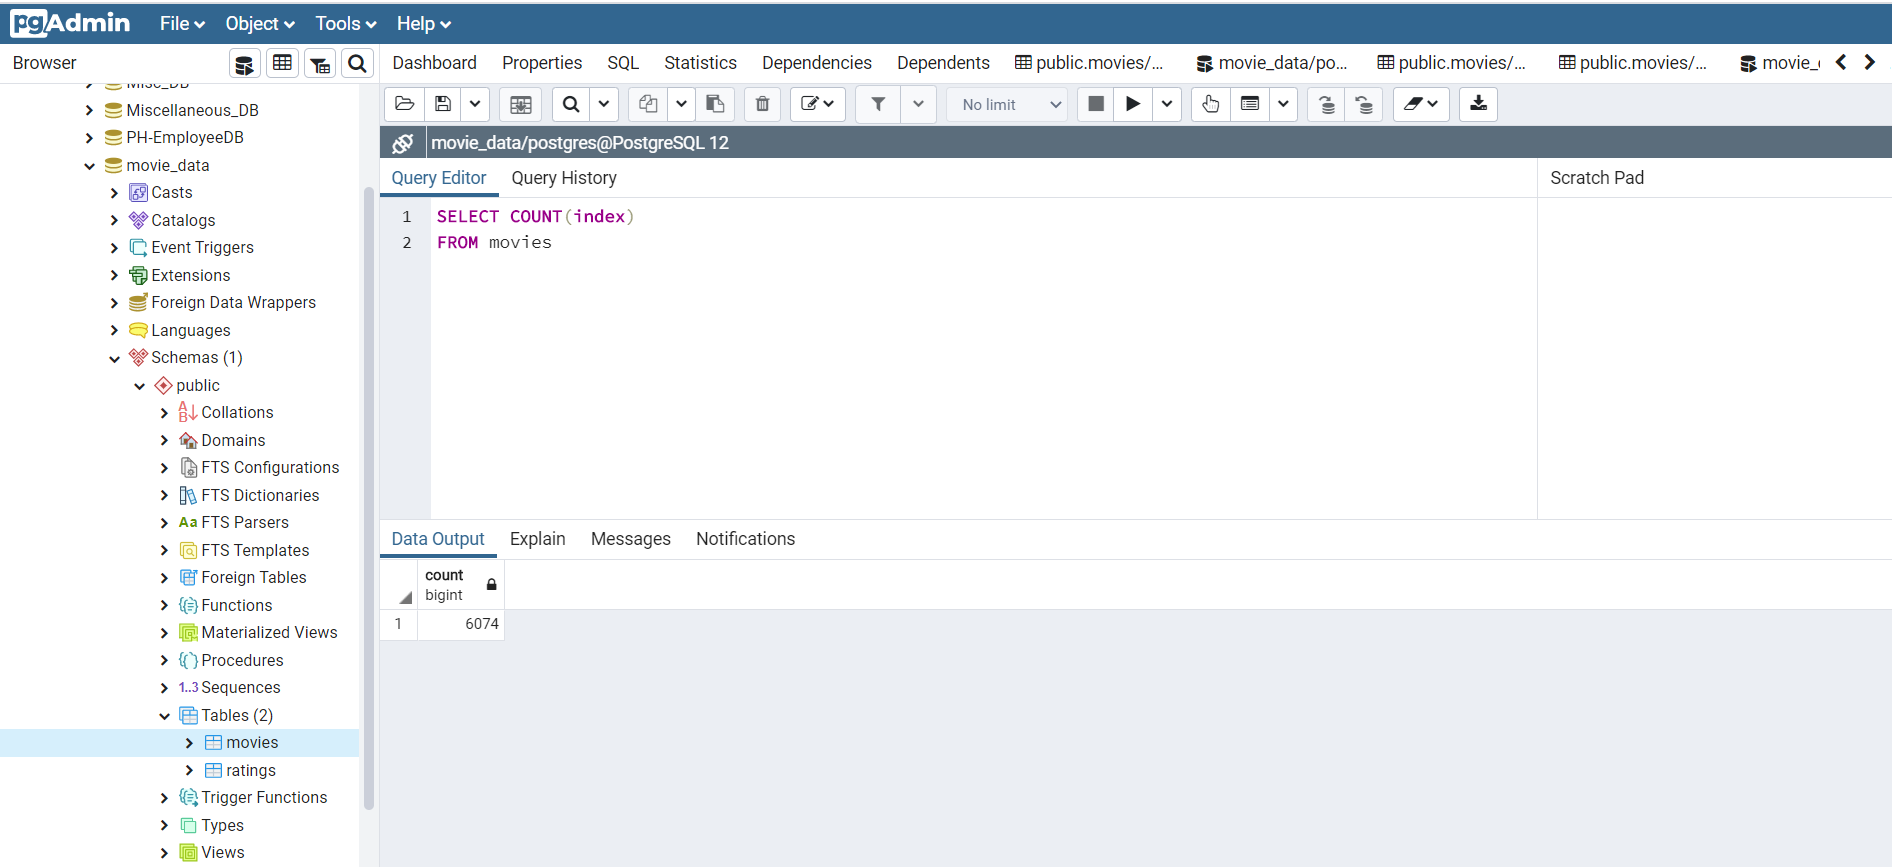 pgAdmin File Object Tools Help
Browser
Dashboard Properties SQL Statistics Dependencies Dependents public.movies/... movie_data/po... public.movies/... public.movies/... movie_
No limit
movie_data/postgres@PostgreSQL 12
Misc_DB
Miscellaneous_DB
PH-EmployeeDB
movie_data
Casts
Catalogs
Event Triggers
Extensions
Foreign Data Wrappers
Languages
Schemas (1)
public
A
B
Collations
Domains
FTS Configurations
FTS Dictionaries
Aa FTS Parsers
FTS Templates
Foreign Tables
Functions
Materialized Views
Procedures
1..3 Sequences
Tables (2)
movies
ratings
Trigger Functions
Types
Views
Query Editor Query History
Scratch Pad
1 SELECT COUNT(index)
2 FROM movies
Data Output Explain Messages Notifications
count
bigint
1 6074